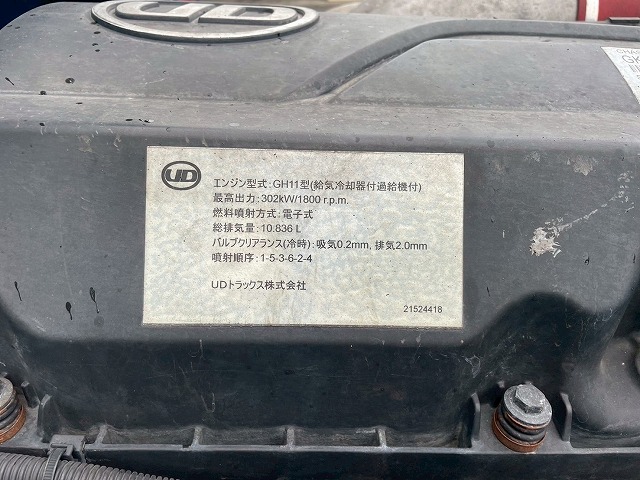 UD
CHAS
GK
UD
エンジン型式:GH11型(給気冷却器付過給機付)
最高出力:302kW/1800 r.p.m.
燃料噴射方式:電子式
総排気量:10.836 L
バルブクリアランス(冷時):吸気0.2mm, 排気2.0mm
噴射順序:1-5-3-6-2-4
UDトラックス株式会社
21524418